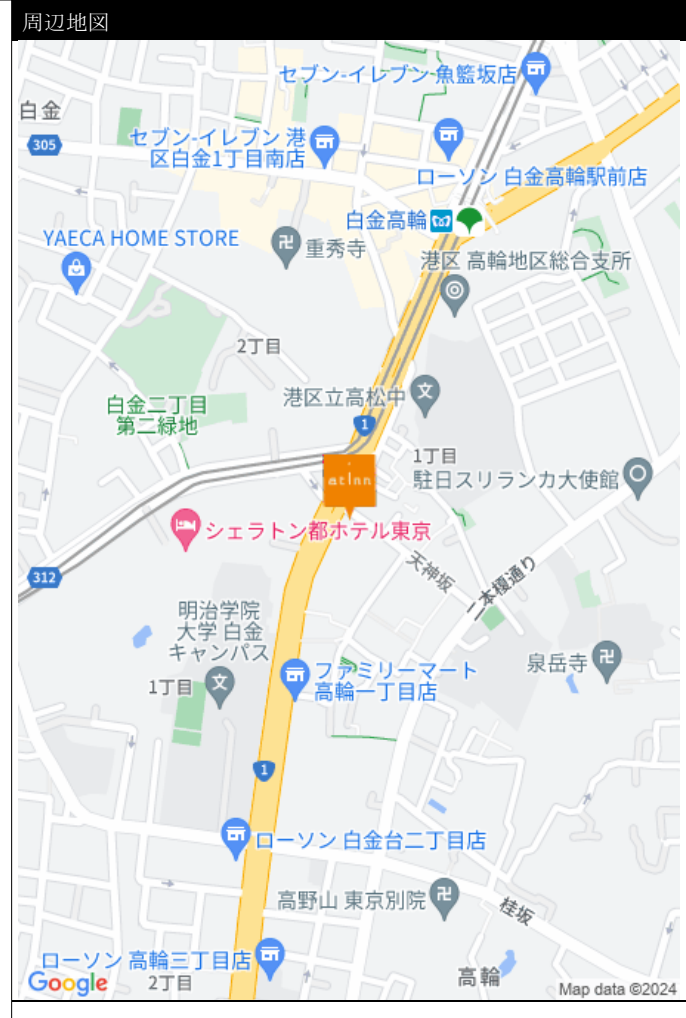 周辺地図
セブン-イレブン 魚籃坂店
白金
305
セブン-イレブン 港
区白金1丁目南店
ローソン 白金高輪駅前店
白金高輪
YAECA HOME STORE
重秀寺
港区 高輪地区総合支所
2丁目
港区立高松中
白金二丁目
第二緑地
1
1丁目
atinn
駐日スリランカ大使館
シェラトン都ホテル東京
天神坂
312
二本榎通り
明治学院
大学 白金
キャンパス
泉岳寺
ファミリーマート
高輪一丁目店
1丁目
1
ローソン 白金台二丁目店
高野山 東京別院
桂坂
ローソン 高輪三丁目店
高輪
Google
2丁目
Map data ©2024